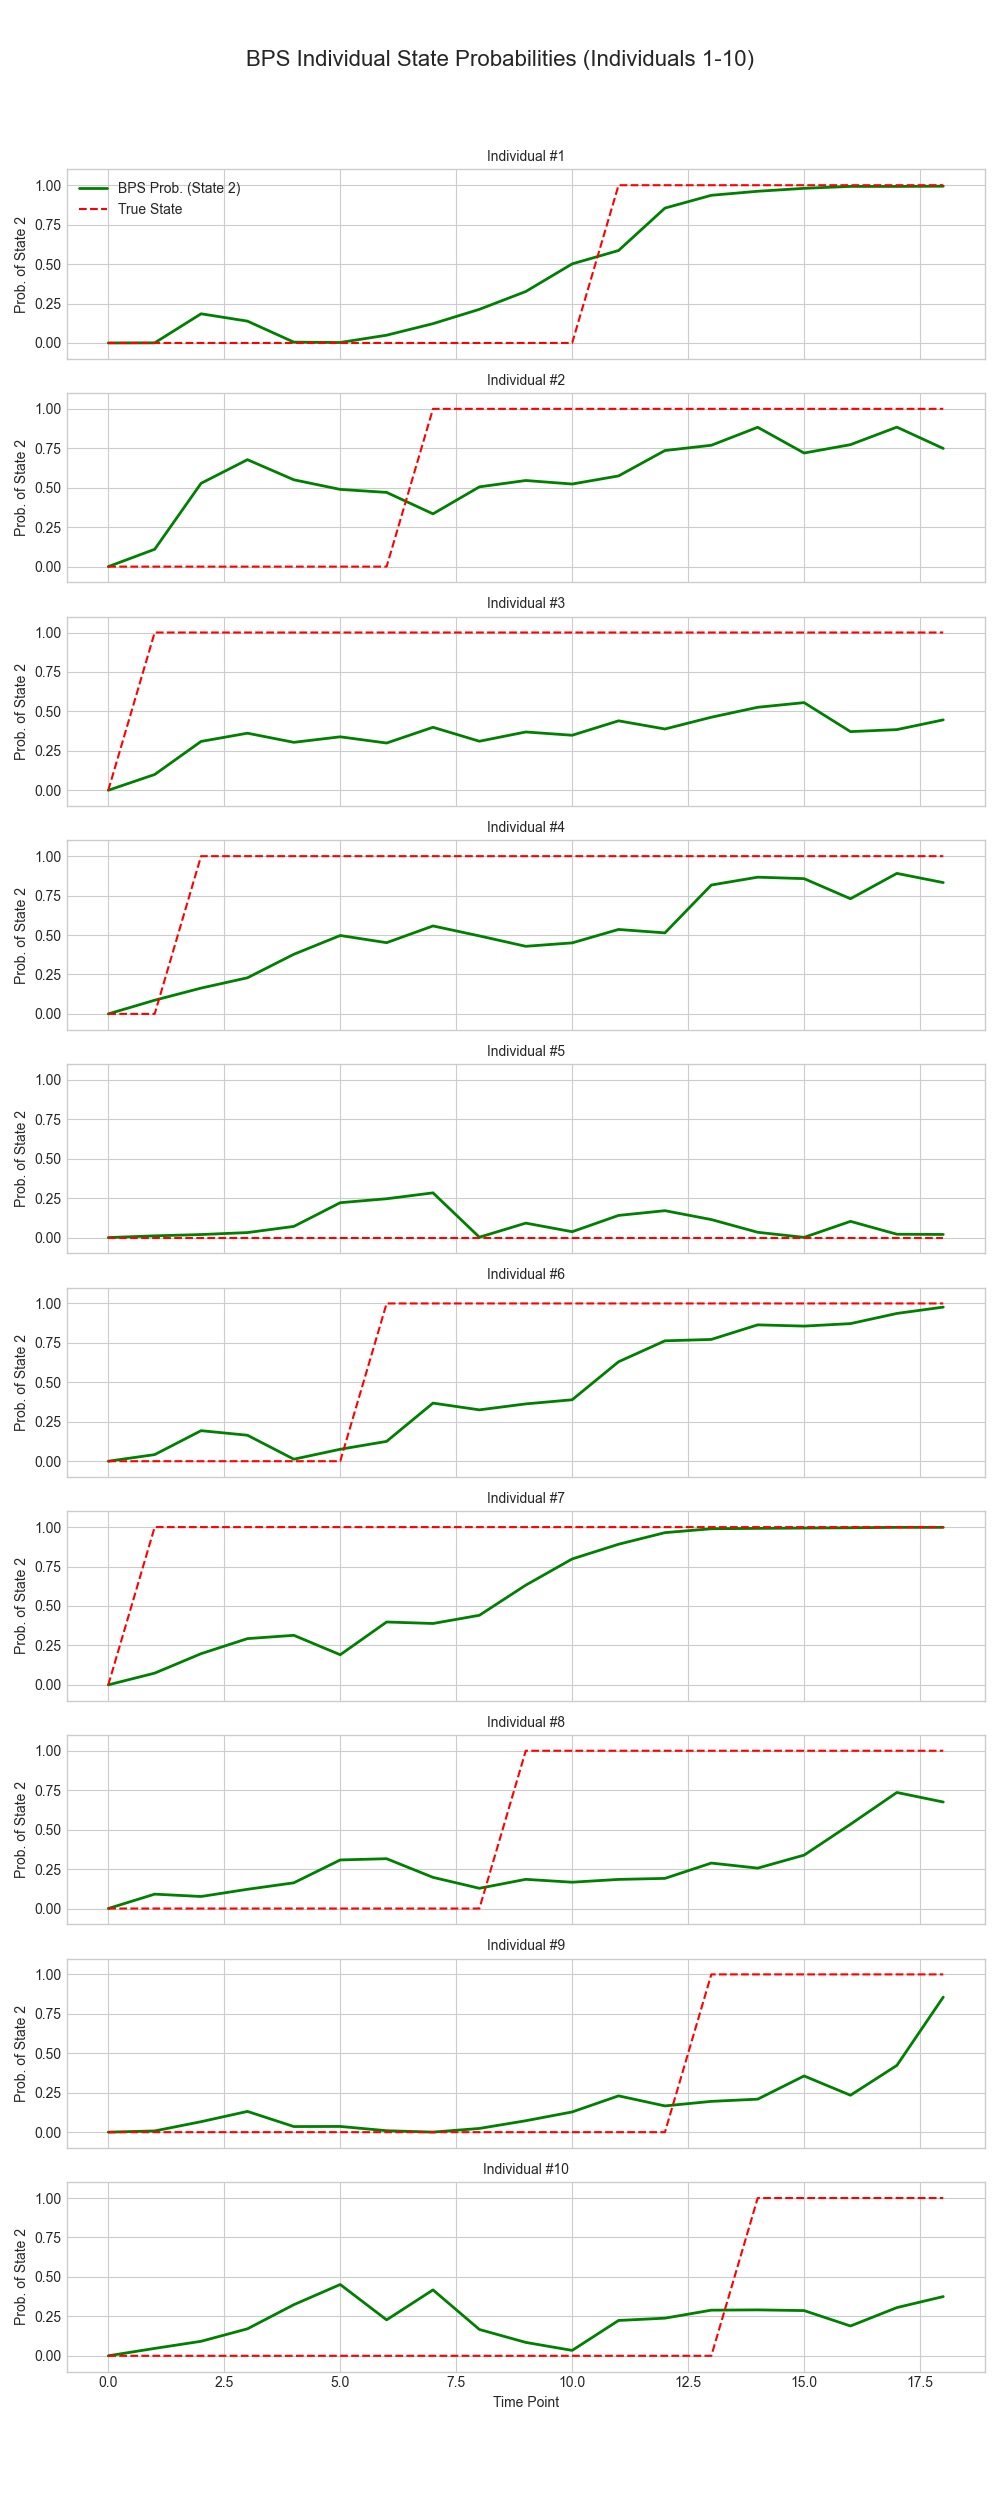 BPS Individual State Probabilities (Individuals 1-10)
Individual #1
BPS Prob. (State 2)
True State
1.00
0.75
0.50
0.25
0.00
Prob. of State 2
Individual #2
1.00
0.75
0.50
0.25
0.00
Prob. of State 2
Individual #3
1.00
0.75
0.50
0.25
0.00
Prob. of State 2
Individual #4
1.00
0.75
0.50
0.25
0.00
Prob. of State 2
Individual #5
1.00
0.75
0.50
0.25
0.00
Prob. of State 2
Individual #6
1.00
0.75
0.50
0.25
0.00
Prob. of State 2
Individual #7
1.00
0.75
0.50
0.25
0.00
Prob. of State 2
Individual #8
1.00
0.75
0.50
0.25
0.00
Prob. of State 2
Individual #9
1.00
0.75
0.50
0.25
0.00
Prob. of State 2
Individual #10
1.00
0.75
0.50
0.25
0.00
Prob. of State 2
0.0 2.5 5.0 7.5 10.0 12.5 15.0 17.5
Time Point